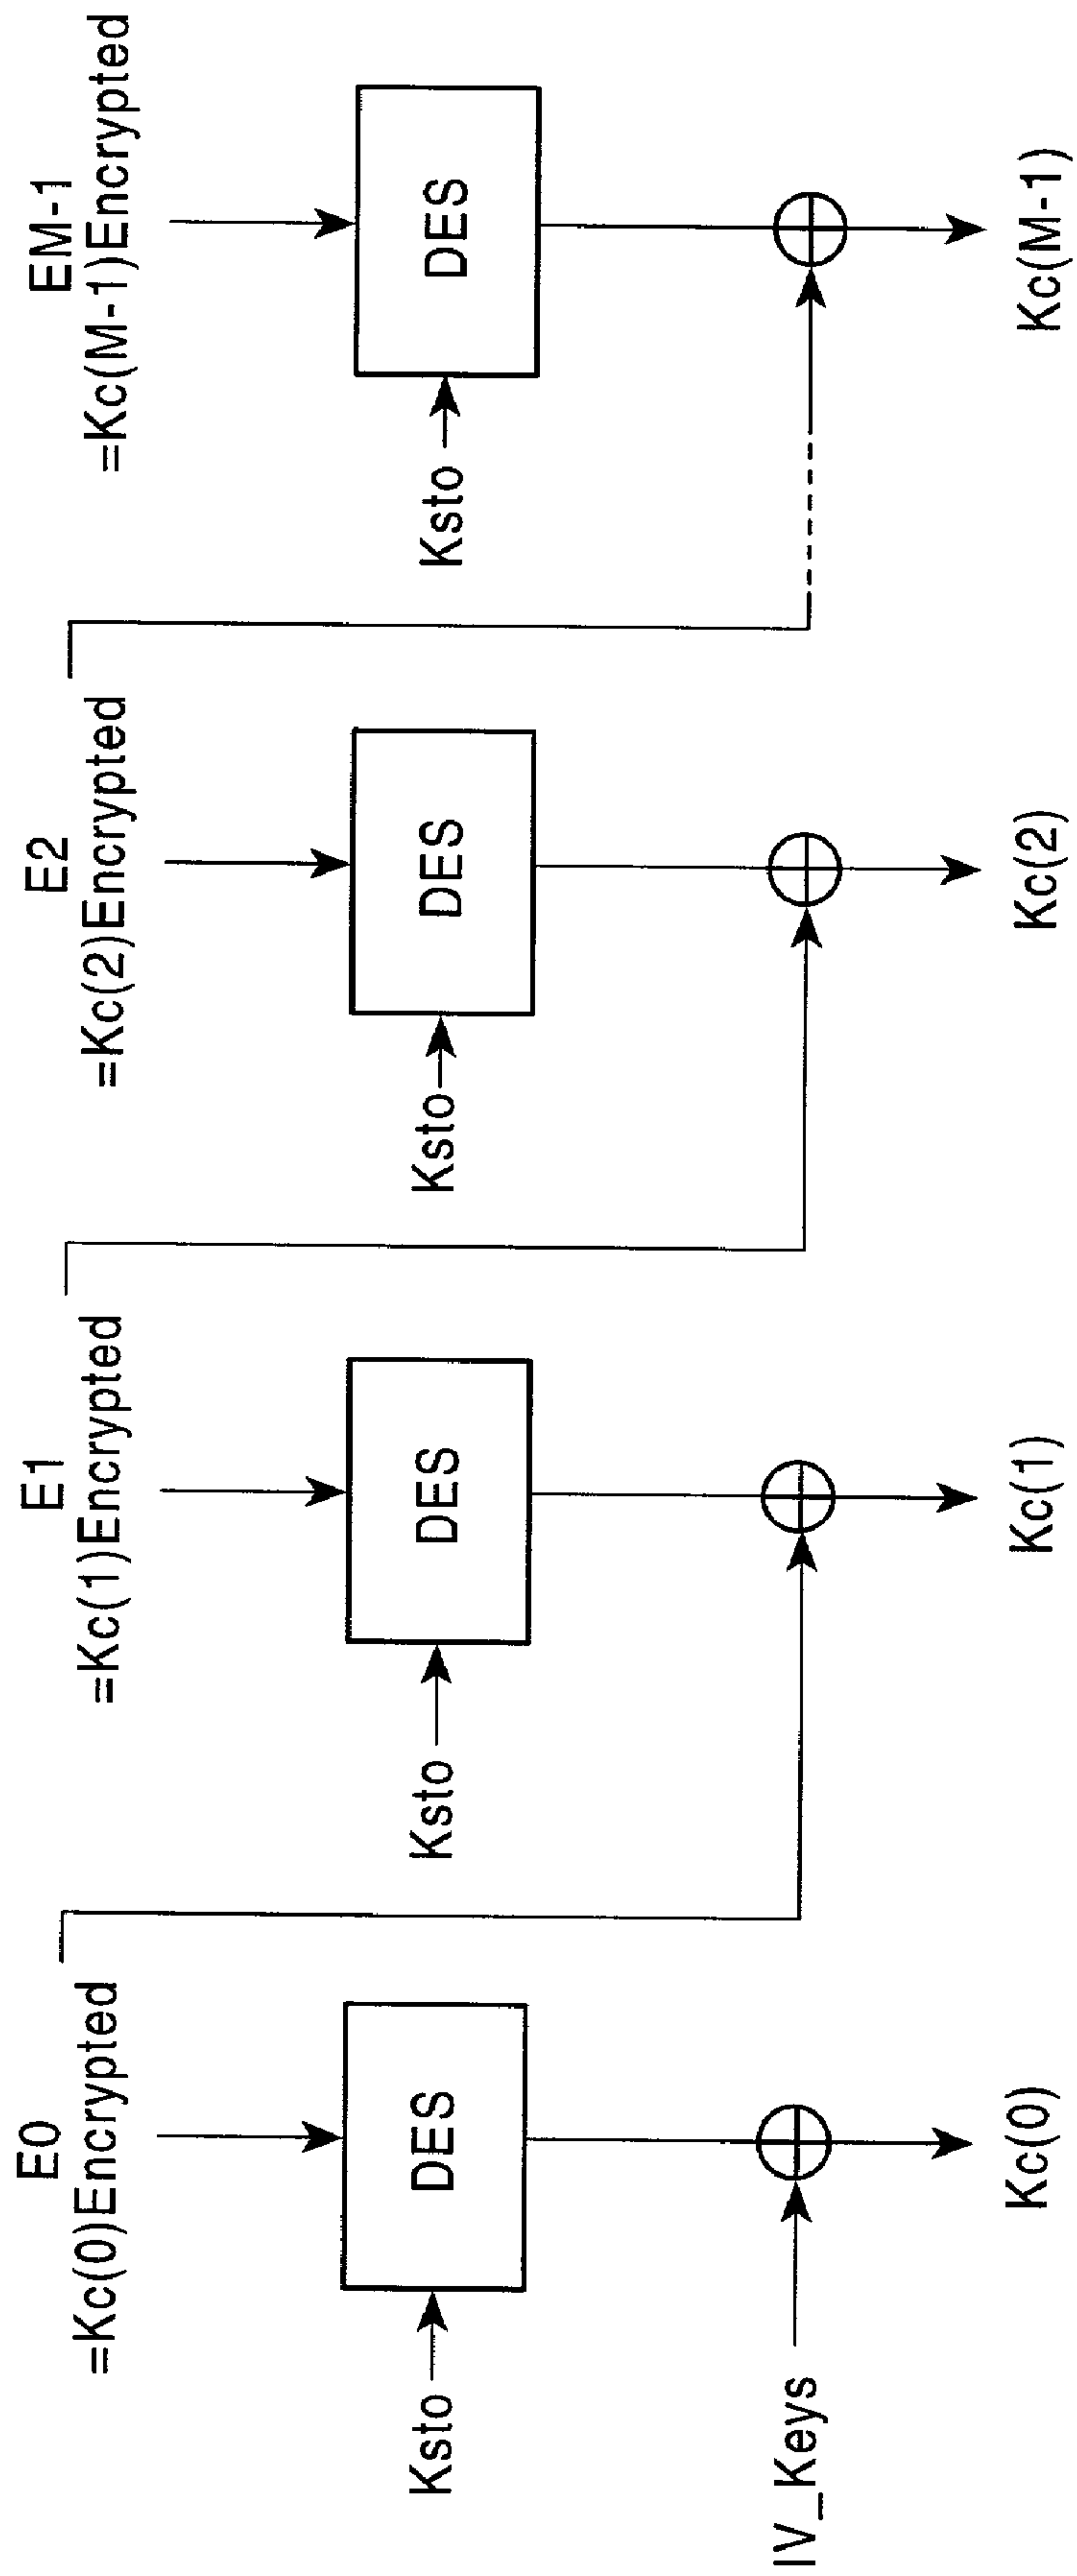 E0
=Kc(0)Encrypted
E1
=Kc(1)Encrypted
E2
=Kc(2)Encrypted
EM-1
=Kc(M-1)Encrypted
Ksto
DES
Ksto
DES
Ksto
DES
Ksto
DES
IV_Keys
Kc(0)
Kc(1)
Kc(2)
Kc(M-1)